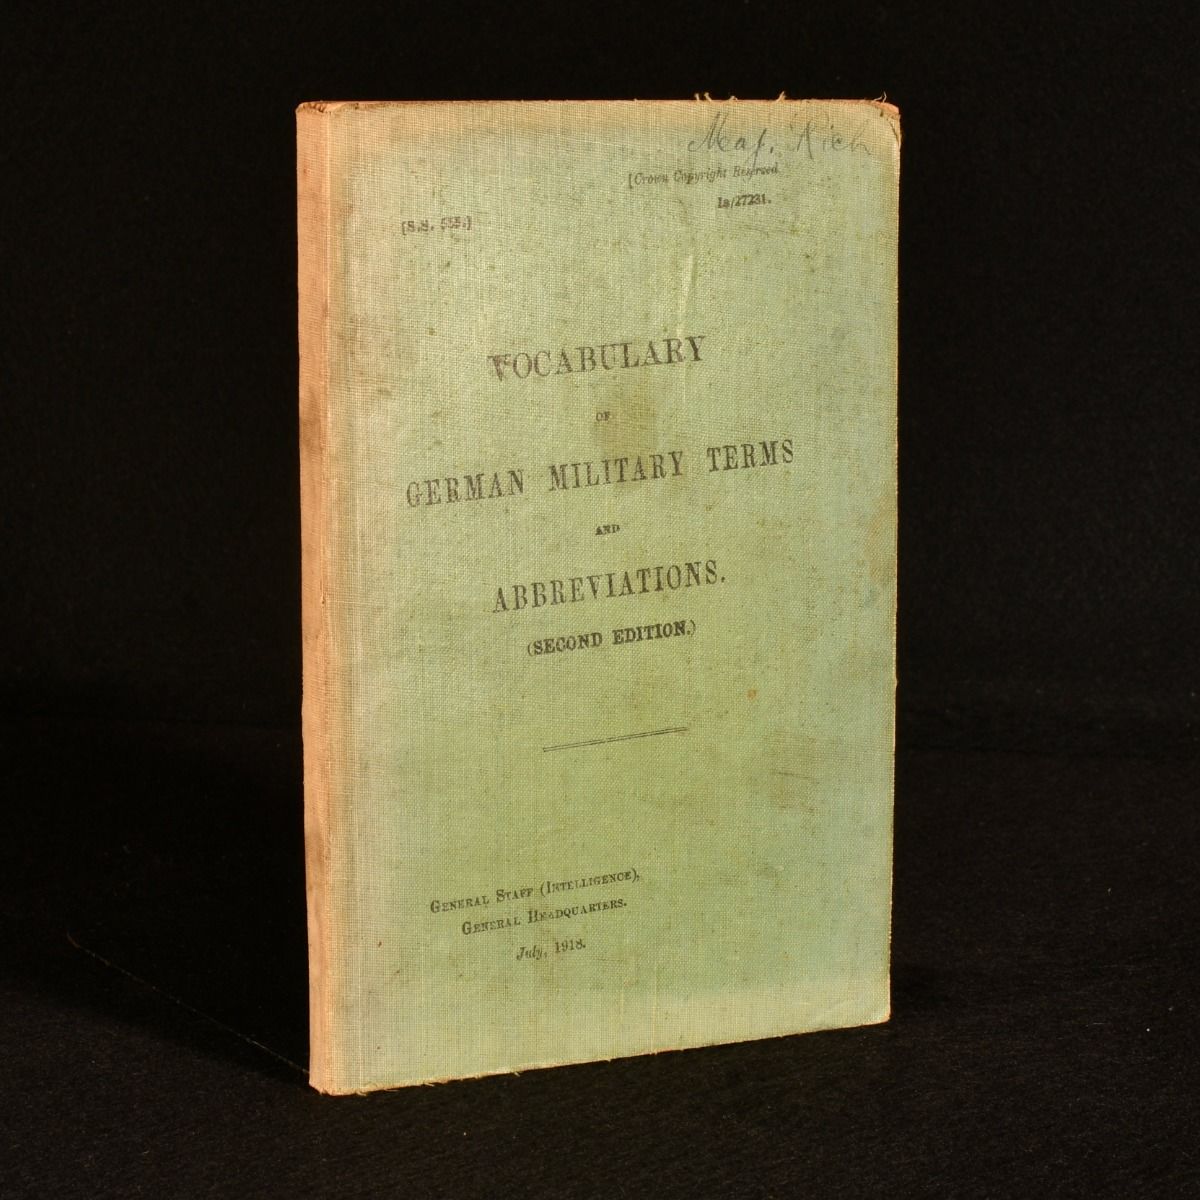 Maj. Rich
[Crown Copyright Reserved
Ia/27231.
[S.S. 555.]
VOCABULARY
OF
GERMAN MILITARY TERMS
AND
ABBREVIATIONS.
(SECOND EDITION.)
GENERAL STAFF (INTELLIGENCE),
GENERAL HEADQUARTERS.
July, 1918.